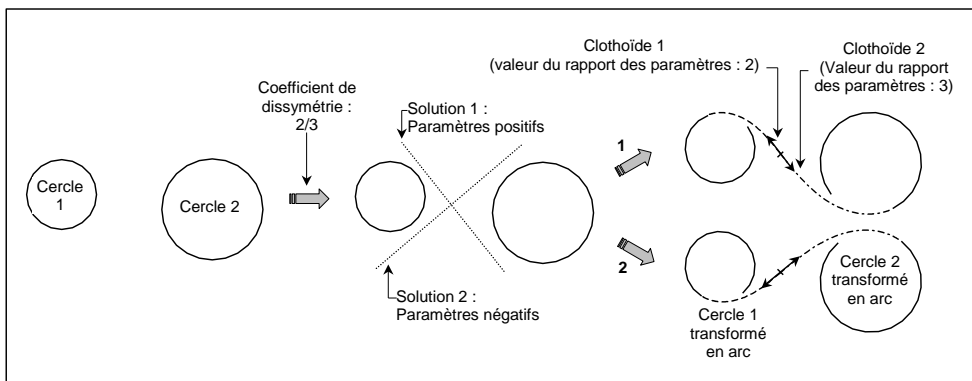 Cercle
1
Cercle 2
Coefficient de
dissymétrie :
2/3
Solution 1 :
Paramètres positifs
Solution 2 :
Paramètres négatifs
1
2
Clothoïde 1
(valeur du rapport des paramètres : 2)
Clothoïde 2
(Valeur du rapport
des paramètres : 3)
Cercle 1
transformé
en arc
Cercle 2
transformé
en arc